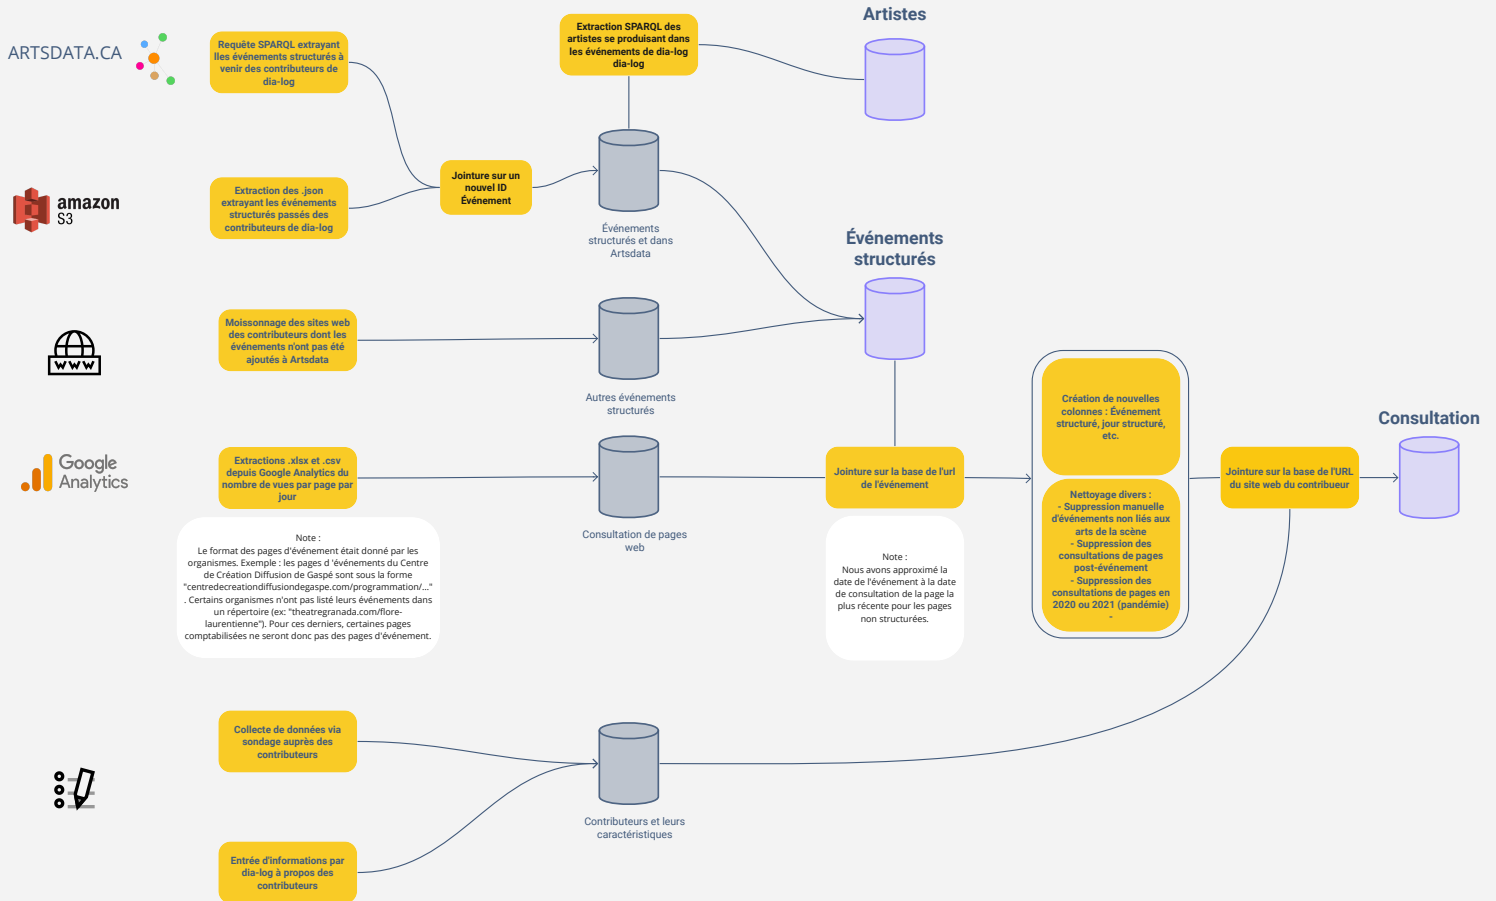 ARTSDATA.CA
Requête SPARQL extrayant
lles événements structurés à
venir des contributeurs de
dia-log
Extraction SPARQL des
artistes se produisant dans
les événements de dia-log
dia-log
Artistes
amazon
S3
Extraction des .json
extrayant les événements
structurés passés des
contributeurs de dia-log
Jointure sur un
nouvel ID
Événement
Événements
structurés et dans
Artsdata
Événements
structurés
WWW
Moissonnage des sites web
des contributeurs dont les
événements n'ont pas été
ajoutés à Artsdata
Autres événements
structurés
Google
Analytics
Extractions .xlsx et .csv
depuis Google Analytics du
nombre de vues par page par
jour
Note :
Le format des pages d'événement était donné par les
organismes. Exemple : les pages d 'événements du Centre
de Création Diffusion de Gaspé sont sous la forme
"centredecreationdiffusiondegaspe.com/programmation/..."
. Certains organismes n'ont pas listé leurs événements dans
un répertoire (ex: "theatregranada.com/flore-
laurentienne"). Pour ces derniers, certaines pages
comptabilisées ne seront donc pas des pages d'événement.
Consultation de pages
web
Jointure sur la base de l'url
de l'événement
Note :
Nous avons approximé la
date de l'événement à la date
de consultation de la page la
plus récente pour les pages
non structurées.
Création de nouvelles
colonnes : Événement
structuré, jour structuré,
etc.
Nettoyage divers :
- Suppression manuelle
d'événements non liés aux
arts de la scène
- Suppression des
consultations de pages
post-événement
- Suppression des
consultations de pages en
2020 ou 2021 (pandémie)
-
Jointure sur la base de l'URL
du site web du contribueur
Consultation
Collecte de données via
sondage auprès des
contributeurs
Contributeurs et leurs
caractéristiques
Entrée d'informations par
dia-log à propos des
contributeurs